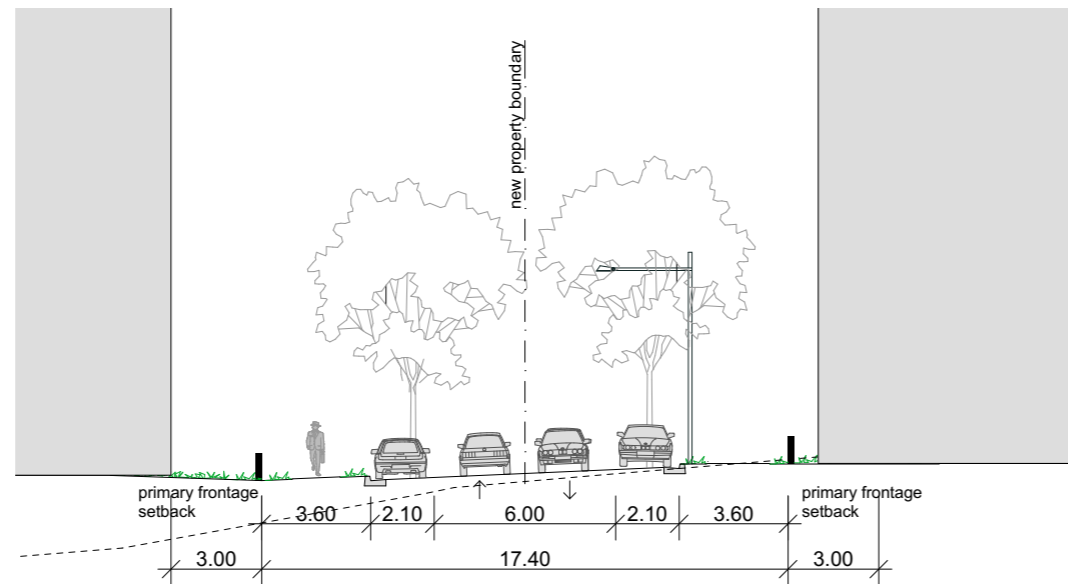 new property boundary
primary frontage
setback
primary frontage
setback
3.60
2.10
6.00
2.10
3.60
3.00
17.40
3.00